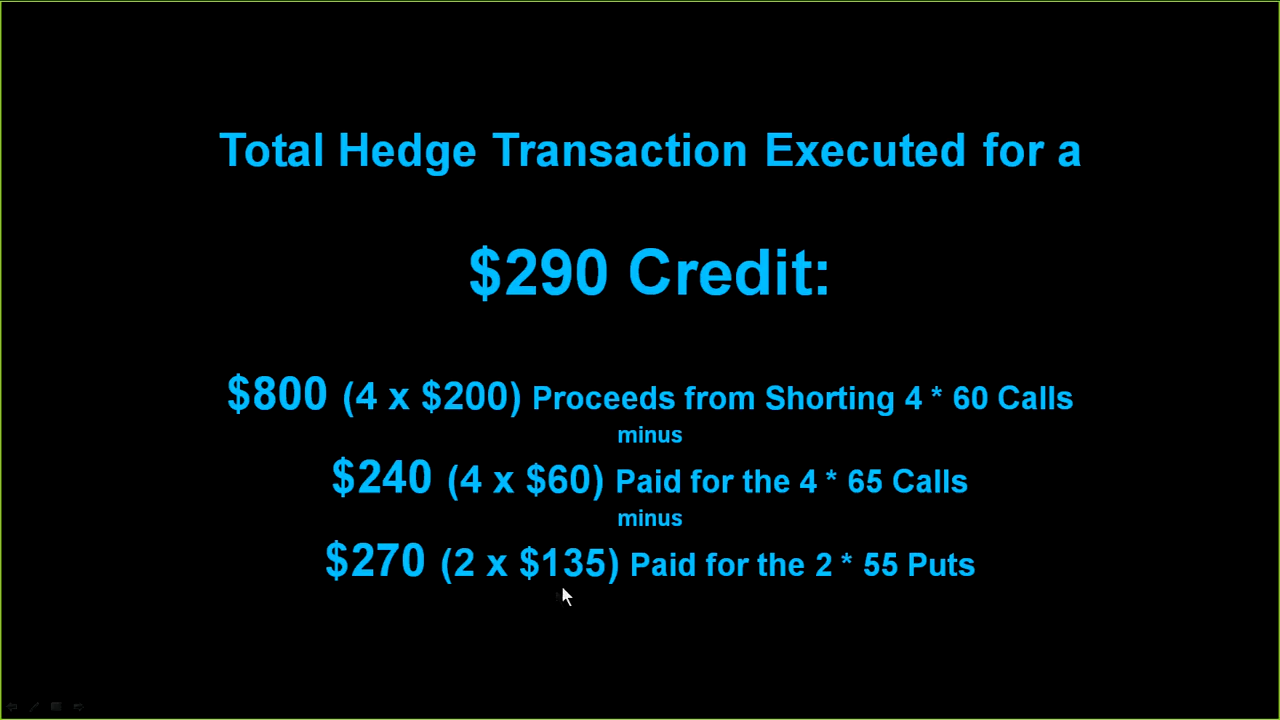 Total Hedge Transaction Executed for a
$290 Credit:
$800 (4 x $200) Proceeds from Shorting 4 * 60 Calls
minus
$240 (4 x $60) Paid for the 4 * 65 Calls
minus
$270 (2 x $135) Paid for the 2 * 55 Puts